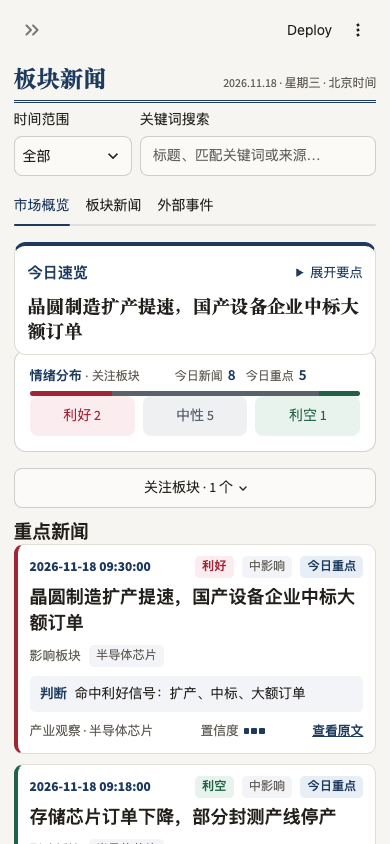 Deploy
板块新闻
2026.11.18 · 星期三 · 北京时间
时间范围
关键词搜索
全部
标题、匹配关键词或来源...
市场概览
板块新闻
外部事件
今日速览
展开要点
晶圆制造扩产提速，国产设备企业中标大
额订单
情绪分布 · 关注板块
今日新闻 8 今日重点 5
利好 2
中性 5
利空 1
关注板块 · 1 个
重点新闻
2026-11-18 09:30:00
利好
中影响
今日重点
晶圆制造扩产提速，国产设备企业中标大
额订单
影响板块 半导体芯片
判断 命中利好信号：扩产、中标、大额订单
产业观察 · 半导体芯片
置信度
查看原文
2026-11-18 09:18:00
利空
中影响
今日重点
存储芯片订单下降，部分封测产线停产